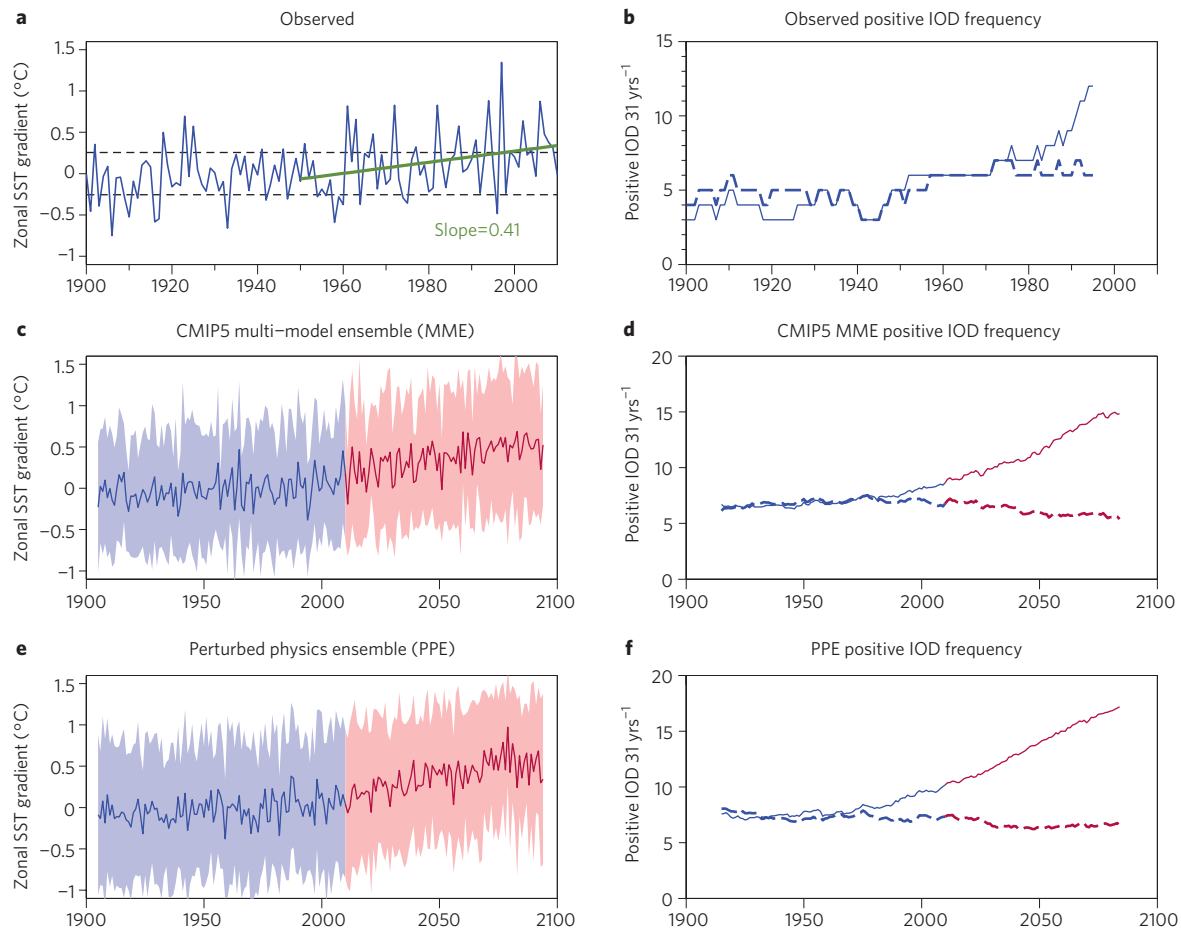 a
Observed
Zonal SST gradient (°C)
1.5
1
0.5
0
−0.5
−1
Slope=0.41
1900 1920 1940 1960 1980 2000
b
Observed positive IOD frequency
Positive IOD 31 yrs−1
15
10
5
0
1900 1920 1940 1960 1980 2000
c
CMIP5 multi−model ensemble (MME)
Zonal SST gradient (°C)
1.5
1
0.5
0
−0.5
−1
1900 1950 2000 2050 2100
d
CMIP5 MME positive IOD frequency
Positive IOD 31 yrs−1
20
15
10
5
0
1900 1950 2000 2050 2100
e
Perturbed physics ensemble (PPE)
Zonal SST gradient (°C)
1.5
1
0.5
0
−0.5
−1
1900 1950 2000 2050 2100
f
PPE positive IOD frequency
Positive IOD 31 yrs−1
20
15
10
5
0
1900 1950 2000 2050 2100